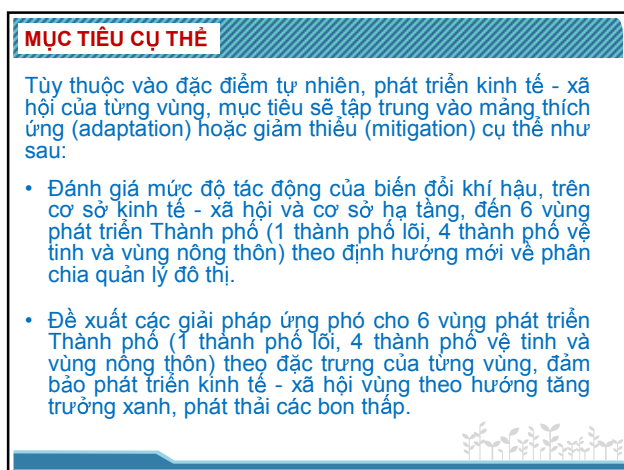 MỤC TIÊU CỤ THỂ
Tùy thuộc vào đặc điểm tự nhiên, phát triển kinh tế - xã
hội của từng vùng, mục tiêu sẽ tập trung vào mảng thích
ứng (adaptation) hoặc giảm thiểu (mitigation) cụ thể như
sau:
• Đánh giá mức độ tác động của biến đổi khí hậu, trên
cơ sở kinh tế - xã hội và cơ sở hạ tầng, đến 6 vùng
phát triển Thành phố (1 thành phố lõi, 4 thành phố vệ
tinh và vùng nông thôn) theo định hướng mới về phân
chia quản lý đô thị.
• Đề xuất các giải pháp ứng phó cho 6 vùng phát triển
Thành phố (1 thành phố lõi, 4 thành phố vệ tinh và
vùng nông thôn) theo đặc trưng của từng vùng, đảm
bảo phát triển kinh tế - xã hội vùng theo hướng tăng
trưởng xanh, phát thải các bon thấp.